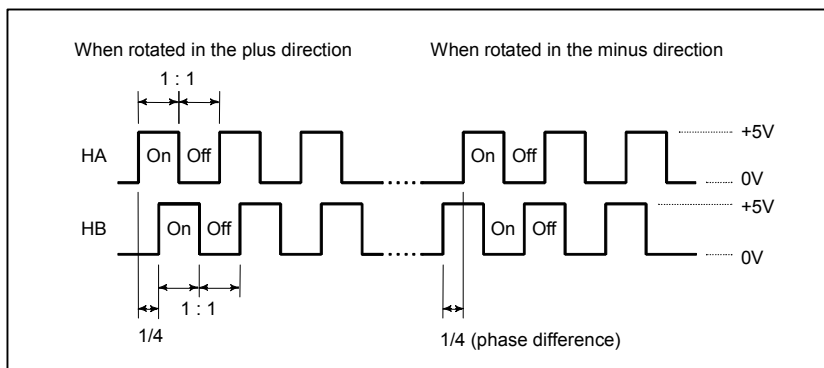 When rotated in the plus direction
When rotated in the minus direction
1 : 1
HA
On
Off
On
Off
+5V
0V
HB
On
Off
On
Off
+5V
0V
1 : 1
1/4
1/4 (phase difference)